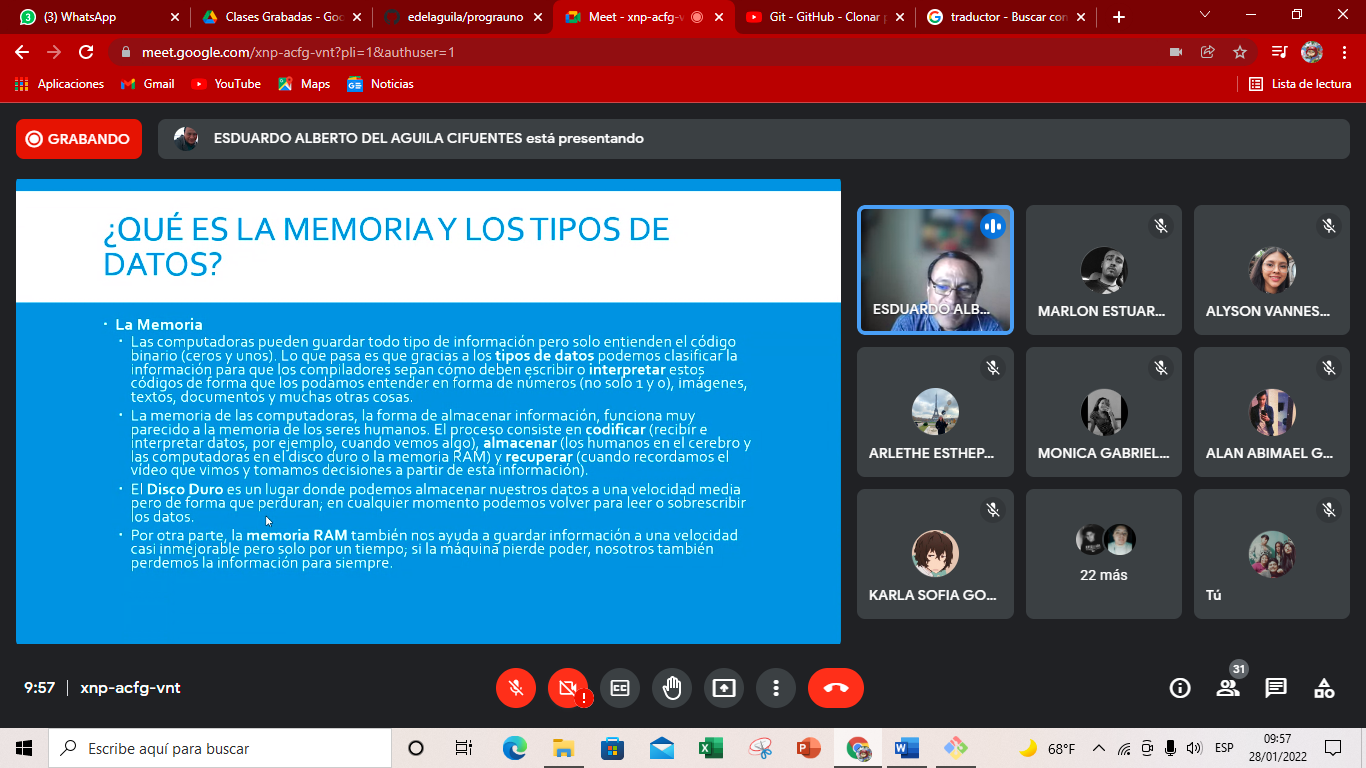 (3) WhatsApp
Clases Grabadas - Goo
edelaguila/prograuno
Meet - xnp-acfg-v
Git - GitHub - Clonar p
traductor - Buscar con
meet.google.com/xnp-acfg-vnt?pli=1&authuser=1
Aplicaciones
Gmail
YouTube
Maps
Noticias
Lista de lectura
GRABANDO
ESDUARDO ALBERTO DEL AGUILA CIFUENTES está presentando
¿QUÉ ES LA MEMORIA Y LOS TIPOS DE
DATOS?
• La Memoria
• Las computadoras pueden guardar todo tipo de información pero solo entienden el código
binario (ceros y unos). Lo que pasa es que gracias a los tipos de datos podemos clasificar la
información para que los compiladores sepan cómo deben escribir o interpretar estos
códigos de forma que los podamos entender en forma de números (no solo 1 y 0), imágenes,
textos, documentos y muchas otras cosas.
• La memoria de las computadoras, la forma de almacenar información, funciona muy
parecido a la memoria de los seres humanos. El proceso consiste en codificar (recibir e
interpretar datos, por ejemplo, cuando vemos algo), almacenar (los humanos en el cerebro y
las computadoras en el disco duro o la memoria RAM) y recuperar (cuando recordamos el
vídeo que vimos y tomamos decisiones a partir de esta información).
• El Disco Duro es un lugar donde podemos almacenar nuestros datos a una velocidad media
pero de forma que perduran, en cualquier momento podemos volver para leer o sobrescribir
los datos.
• Por otra parte, la memoria RAM también nos ayuda a guardar información a una velocidad
casi inmejorable pero solo por un tiempo; si la máquina pierde poder, nosotros también
perdemos la información para siempre.
ESDUARDO ALB...
MARLON ESTUAR...
ALYSON VANNES...
ARLETHE ESTHEP...
MONICA GABRIEL...
ALAN ABIMAEL G...
KARLA SOFIA GO...
22 más
Tú
9:57 | xnp-acfg-vnt
31
Escribe aquí para buscar
68°F
ESP
09:57
28/01/2022